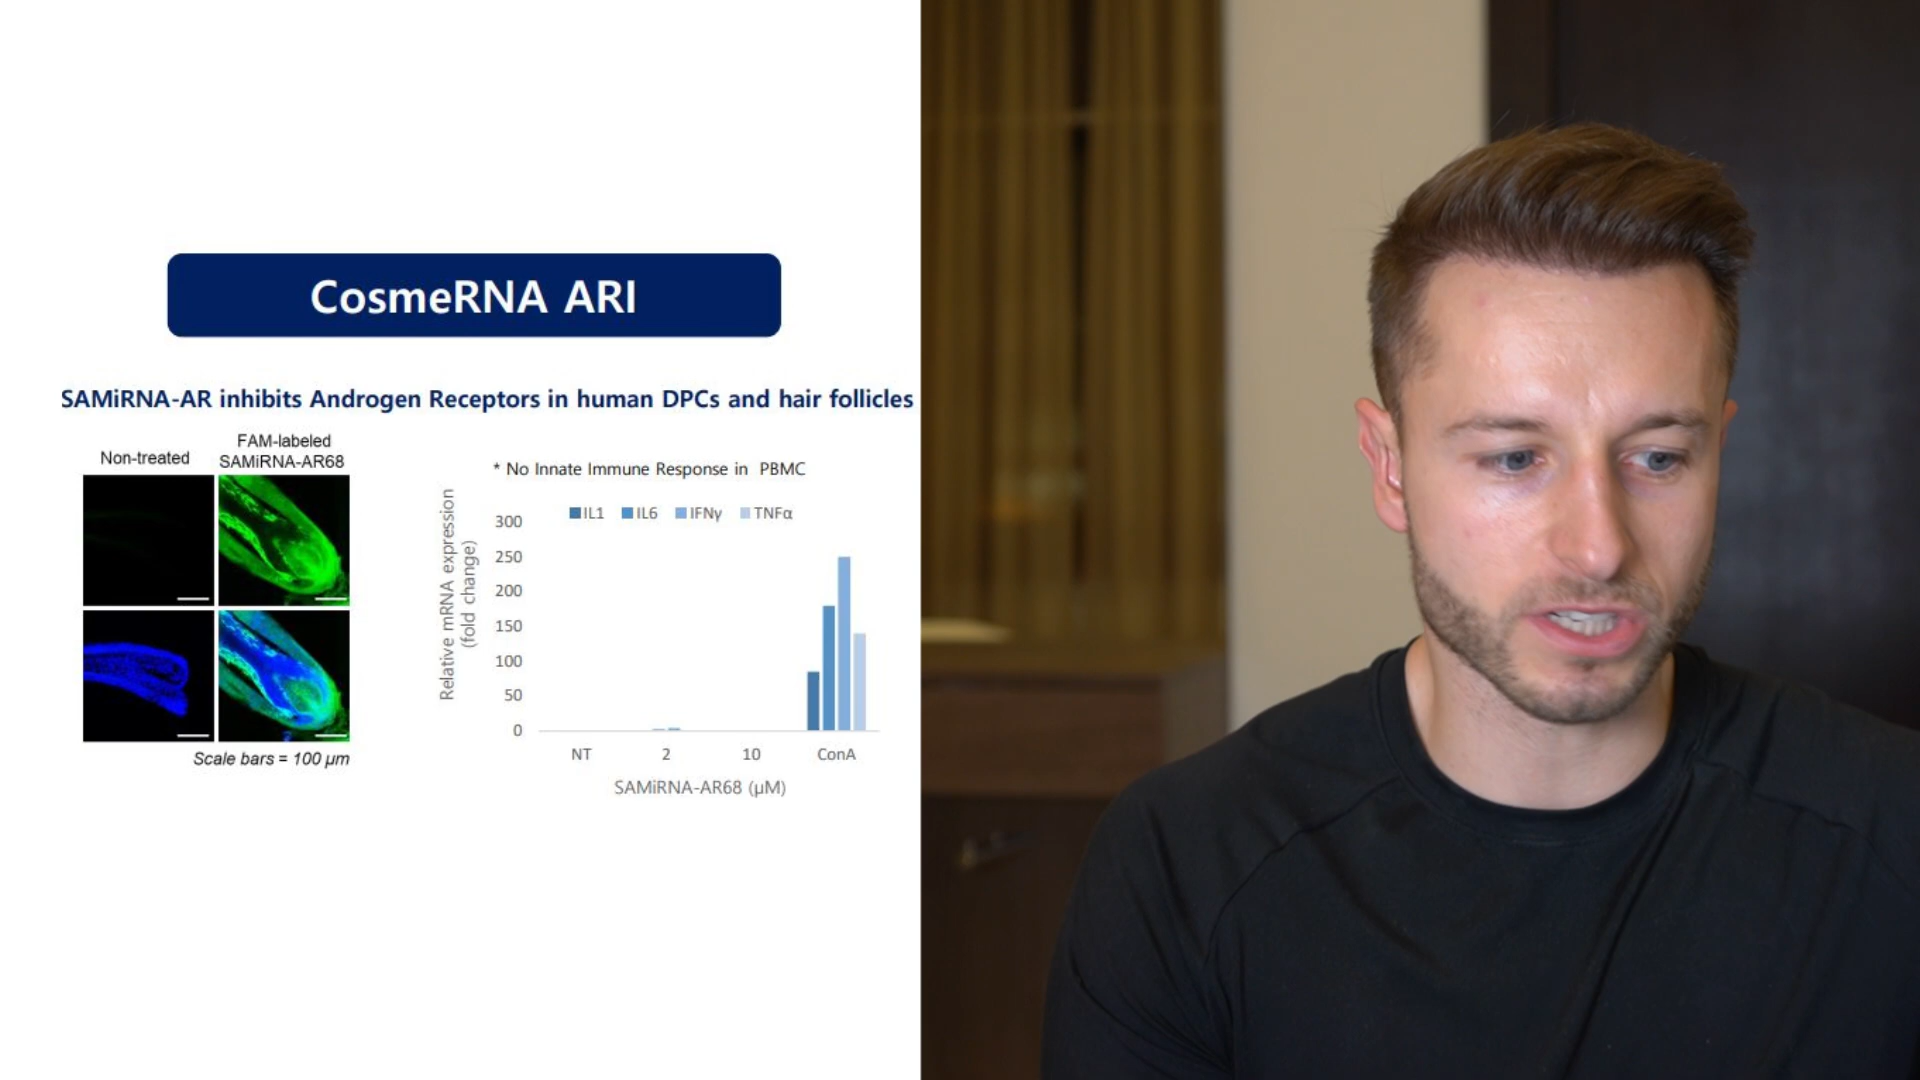 CosmeRNA ARI
SAMiRNA-AR inhibits Androgen Receptors in human DPCs and hair follicles
Non-treated
FAM-labeled
SAMiRNA-AR68
Scale bars = 100 µm
* No Innate Immune Response in PBMC
IL1 IL6 IFNγ TNFα
Relative mRNA expression
(fold change)
300
250
200
150
100
50
0
NT 2 10 ConA
SAMiRNA-AR68 (µM)